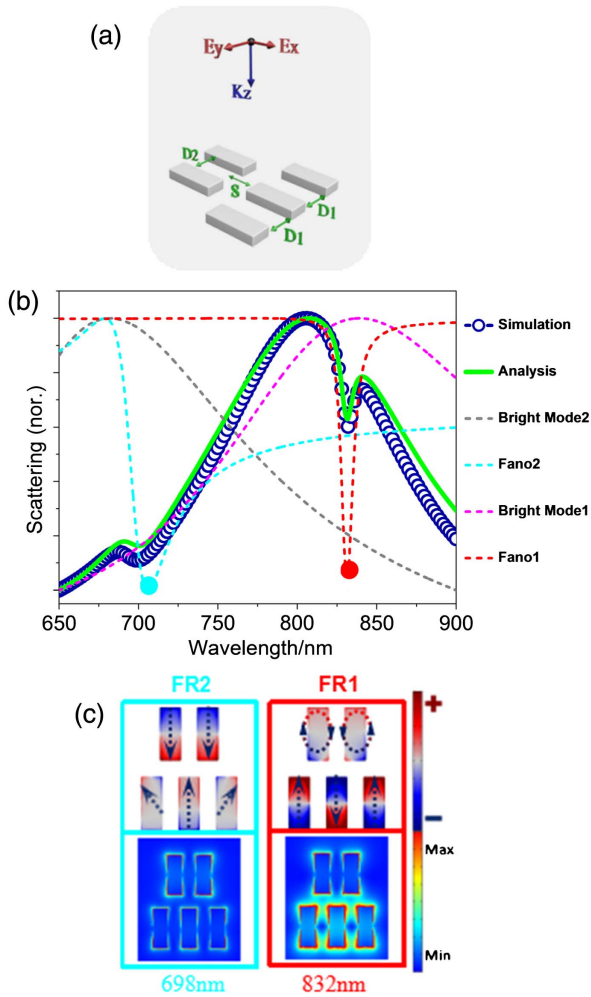 (a)
Ey Ex
Kz
D2
S
D1
D1
(b)
Scattering (nor.)
Simulation
Analysis
Bright Mode2
Fano2
Bright Mode1
Fano1
650 700 750 800 850 900
Wavelength/nm
FR2 FR1
(c)
+
−
Max
Min
698nm 832nm